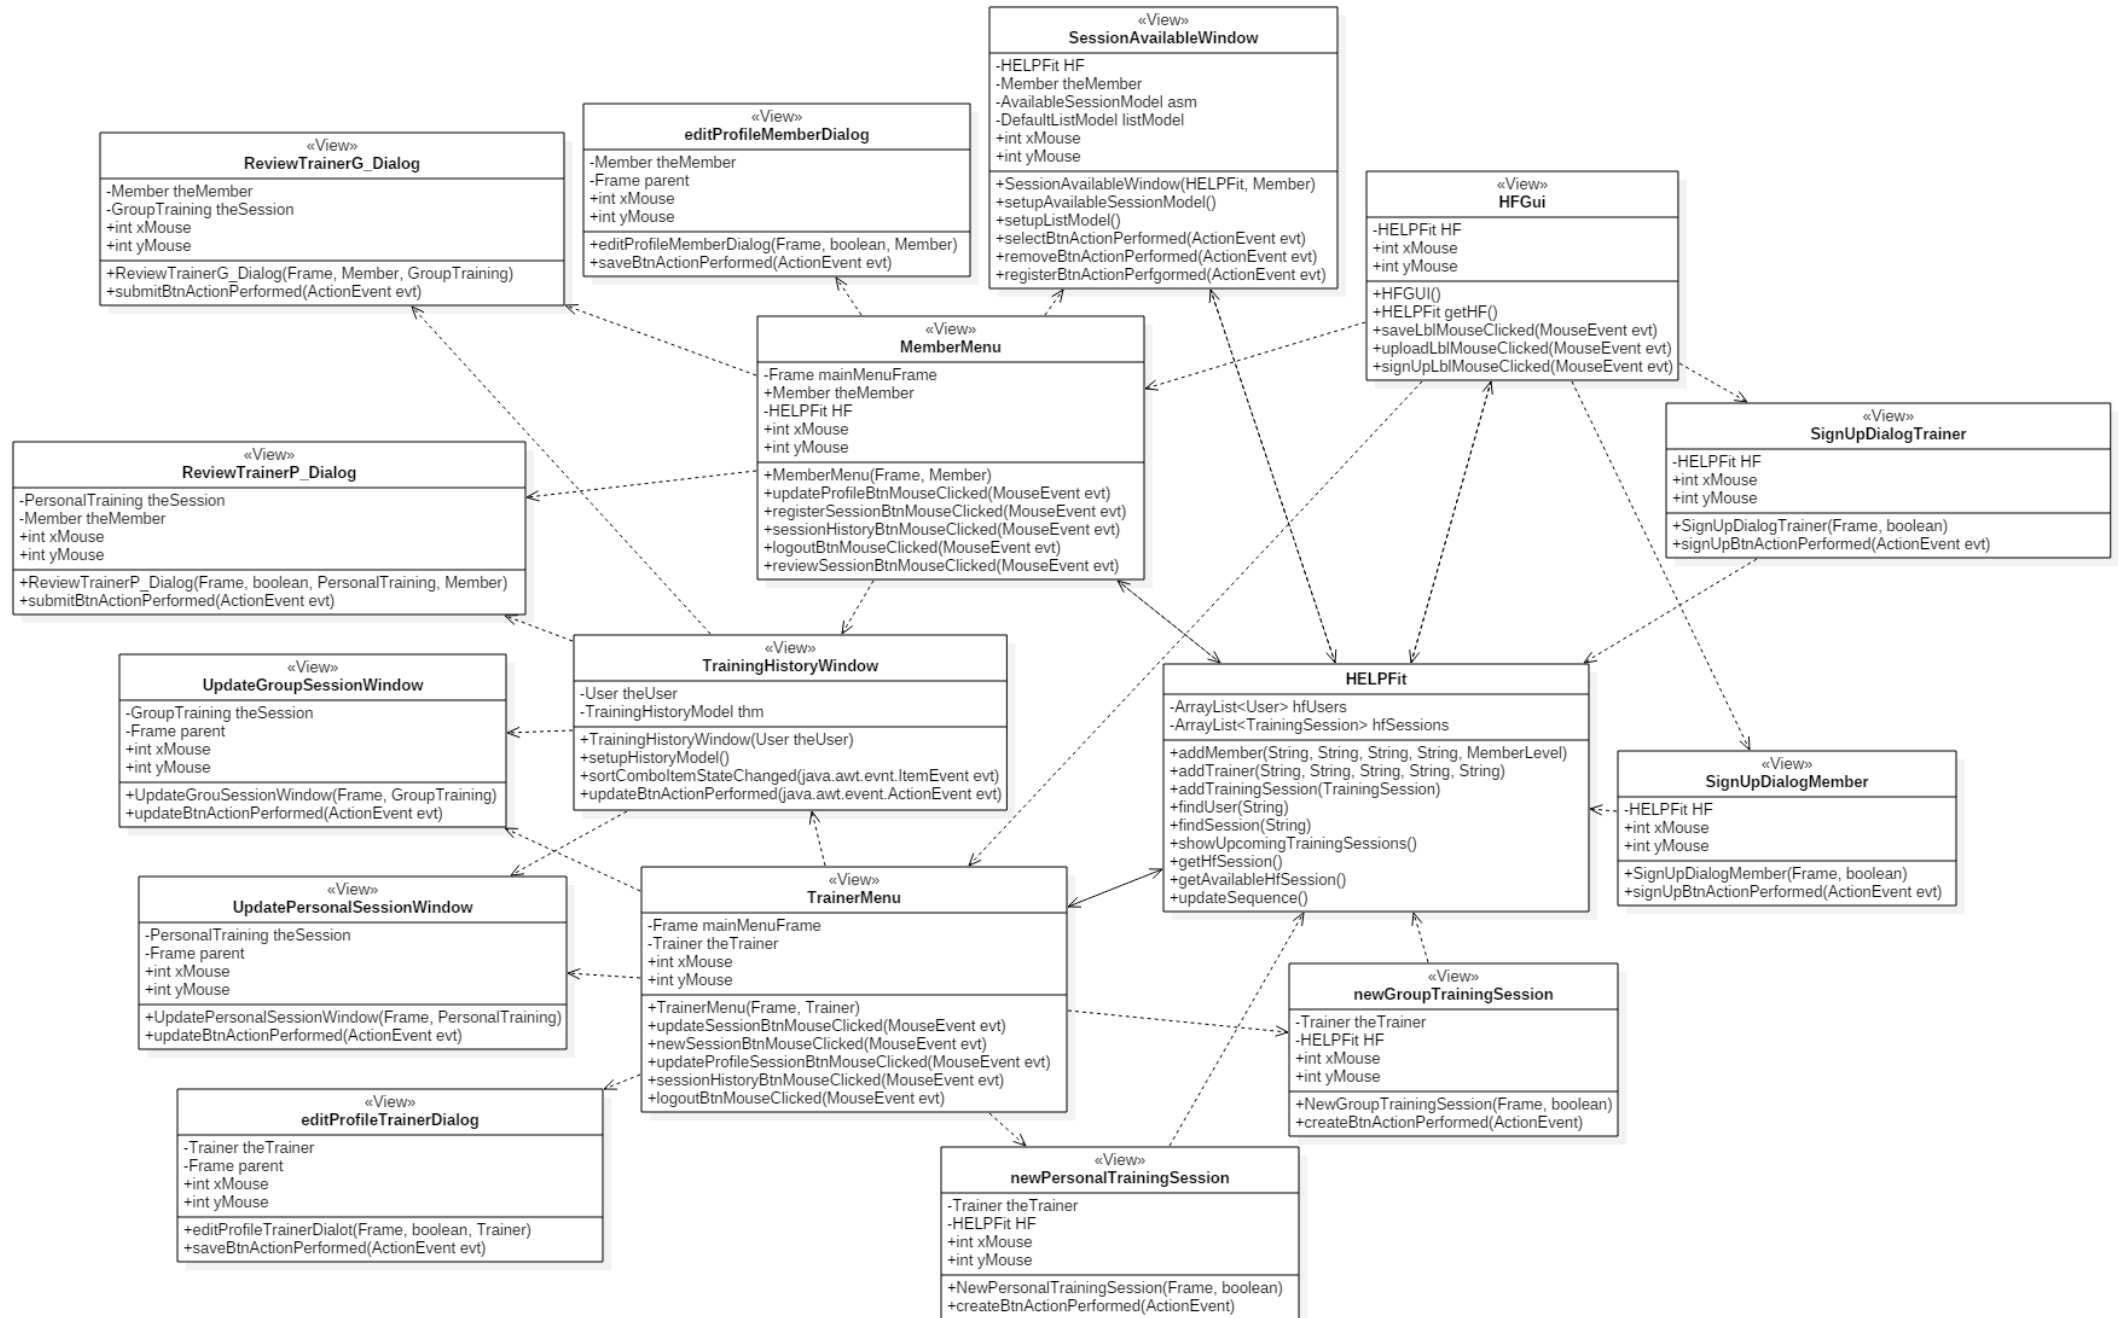 «View»
SessionAvailableWindow
-HELPFit HF
-Member theMember
-AvailableSessionModel asm
-DefaultListModel listModel
+int xMouse
+int yMouse
+SessionAvailableWindow(HELPFit, Member)
+setupAvailableSessionModel()
+setupListModel()
+selectBtnActionPerformed(ActionEvent evt)
+removeBtnActionPerformed(ActionEvent evt)
+registerBtnActionPerfgormed(ActionEvent evt)
«View»
editProfileMemberDialog
-Member theMember
-Frame parent
+int xMouse
+int yMouse
+editProfileMemberDialog(Frame, boolean, Member)
+saveBtnActionPerformed(ActionEvent evt)
«View»
ReviewTrainerG_Dialog
-Member theMember
-GroupTraining theSession
+int xMouse
+int yMouse
+ReviewTrainerG_Dialog(Frame, Member, GroupTraining)
+submitBtnActionPerformed(ActionEvent evt)
«View»
HFGui
-HELPFit HF
+int xMouse
+int yMouse
+HFGUI()
+HELPFit getHF()
+saveLblMouseClicked(MouseEvent evt)
+uploadLblMouseClicked(MouseEvent evt)
+signUpLblMouseClicked(MouseEvent evt)
«View»
MemberMenu
-Frame mainMenuFrame
+Member theMember
-HELPFit HF
+int xMouse
+int yMouse
+MemberMenu(Frame, Member)
+updateProfileBtnMouseClicked(MouseEvent evt)
+registerSessionBtnMouseClicked(MouseEvent evt)
+sessionHistoryBtnMouseClicked(MouseEvent evt)
+logoutBtnMouseClicked(MouseEvent evt)
+reviewSessionBtnMouseClicked(MouseEvent evt)
«View»
SignUpDialogTrainer
-HELPFit HF
+int xMouse
+int yMouse
+SignUpDialogTrainer(Frame, boolean)
+signUpBtnActionPerformed(ActionEvent evt)
«View»
ReviewTrainerP_Dialog
-PersonalTraining theSession
-Member theMember
+int xMouse
+int yMouse
+ReviewTrainerP_Dialog(Frame, boolean, PersonalTraining, Member)
+submitBtnActionPerformed(ActionEvent evt)
«View»
TrainingHistoryWindow
-User theUser
-TrainingHistoryModel thm
+TrainingHistoryWindow(User theUser)
+setupHistoryModel()
+sortComboItemStateChanged(java.awt.evnt.ItemEvent evt)
+updateBtnActionPerformed(java.awt.event.ActionEvent evt)
«View»
UpdateGroupSessionWindow
-GroupTraining theSession
-Frame parent
+int xMouse
+int yMouse
+UpdateGrouSessionWindow(Frame, GroupTraining)
+updateBtnActionPerformed(ActionEvent evt)
HELPFit
-ArrayList<User> hfUsers
-ArrayList<TrainingSession> hfSessions
+addMember(String, String, String, String, MemberLevel)
+addTrainer(String, String, String, String, String)
+addTrainingSession(TrainingSession)
+findUser(String)
+findSession(String)
+showUpcomingTrainingSessions()
+getHfSession()
+getAvailableHfSession()
+updateSequence()
«View»
SignUpDialogMember
-HELPFit HF
+int xMouse
+int yMouse
+SignUpDialogMember(Frame, boolean)
+signUpBtnActionPerformed(ActionEvent evt)
«View»
UpdatePersonalSessionWindow
-PersonalTraining theSession
-Frame parent
+int xMouse
+int yMouse
+UpdatePersonalSessionWindow(Frame, PersonalTraining)
+updateBtnActionPerformed(ActionEvent evt)
«View»
TrainerMenu
-Frame mainMenuFrame
-Trainer theTrainer
+int xMouse
+int yMouse
+TrainerMenu(Frame, Trainer)
+updateSessionBtnMouseClicked(MouseEvent evt)
+newSessionBtnMouseClicked(MouseEvent evt)
+updateProfileSessionBtnMouseClicked(MouseEvent evt)
+sessionHistoryBtnMouseClicked(MouseEvent evt)
+logoutBtnMouseClicked(MouseEvent evt)
«View»
newGroupTrainingSession
-Trainer theTrainer
-HELPFit HF
+int xMouse
+int yMouse
+NewGroupTrainingSession(Frame, boolean)
+createBtnActionPerformed(ActionEvent)
«View»
editProfileTrainerDialog
-Trainer theTrainer
-Frame parent
+int xMouse
+int yMouse
+editProfileTrainerDialot(Frame, boolean, Trainer)
+saveBtnActionPerformed(ActionEvent evt)
«View»
newPersonalTrainingSession
-Trainer theTrainer
-HELPFit HF
+int xMouse
+int yMouse
+NewPersonalTrainingSession(Frame, boolean)
+createBtnActionPerformed(ActionEvent)